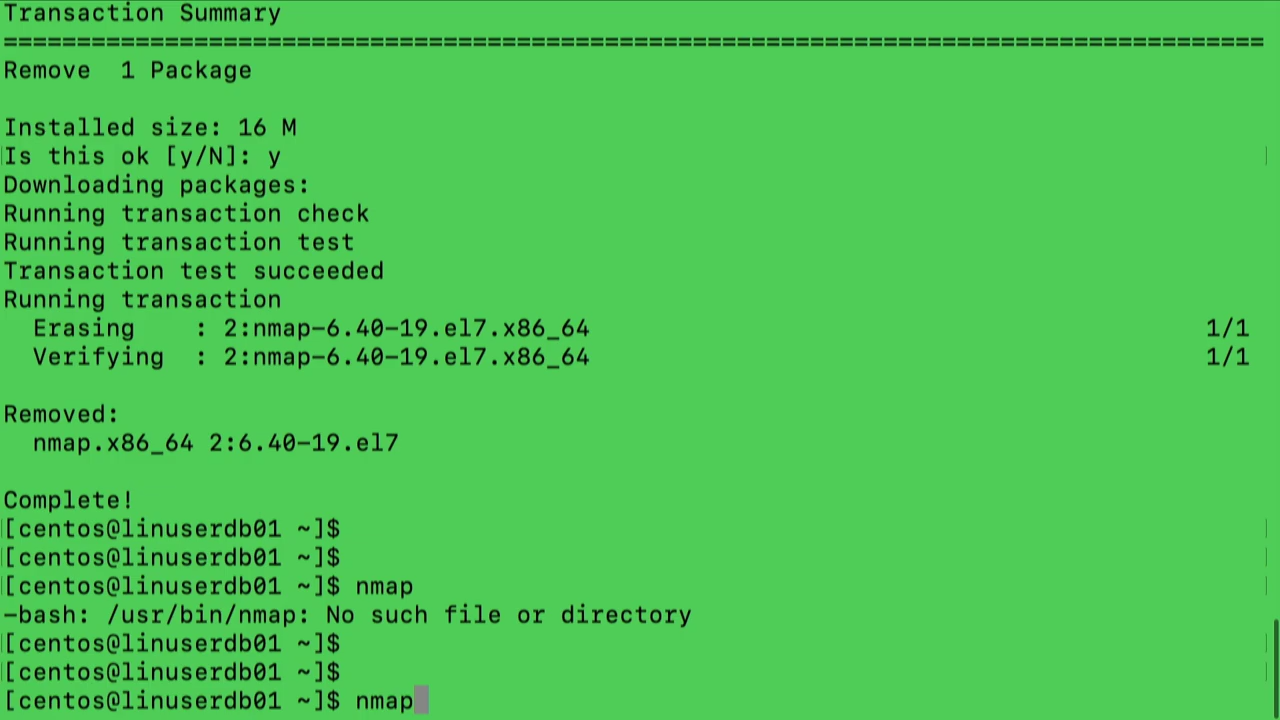 Transaction Summary
======================================================================================
Remove  1 Package
Installed size: 16 M
Is this ok [y/N]: y
Downloading packages:
Running transaction check
Running transaction test
Transaction test succeeded
Running transaction
  Erasing    : 2:nmap-6.40-19.el7.x86_64                                          1/1
  Verifying  : 2:nmap-6.40-19.el7.x86_64                                          1/1
Removed:
  nmap.x86_64 2:6.40-19.el7
Complete!
[centos@linuserdb01 ~]$
[centos@linuserdb01 ~]$
[centos@linuserdb01 ~]$ nmap
-bash: /usr/bin/nmap: No such file or directory
[centos@linuserdb01 ~]$
[centos@linuserdb01 ~]$
[centos@linuserdb01 ~]$ nmap